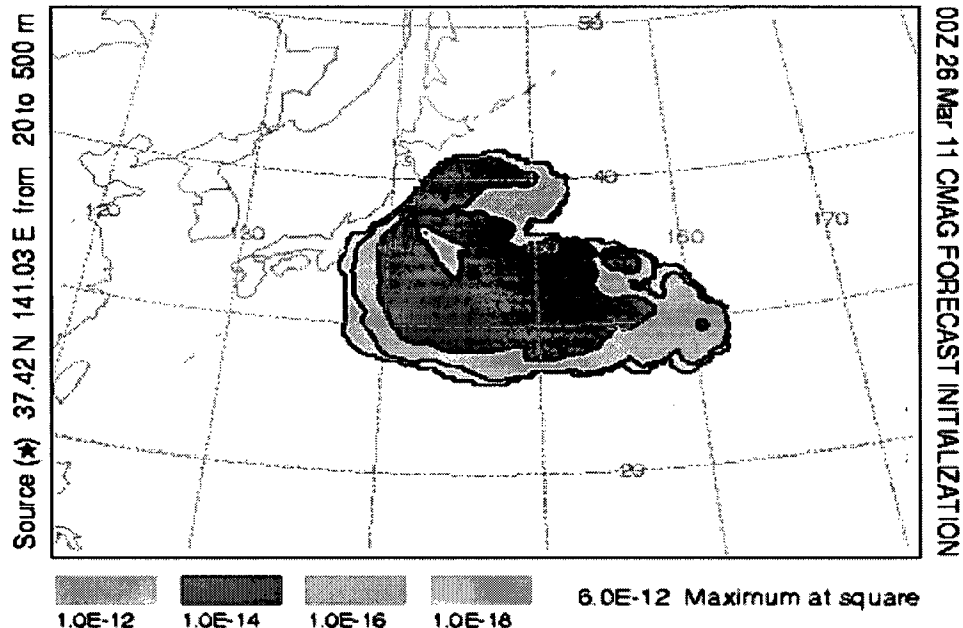 Source (★) 37.42 N 141.03 E from 20 to 500 m
50
40
120
130
160
170
20
00Z 26 Mar 11 CMAG FORECAST INITIALIZATION
1.0E-12 1.0E-14 1.0E-16 1.0E-18
6.0E-12 Maximum at square